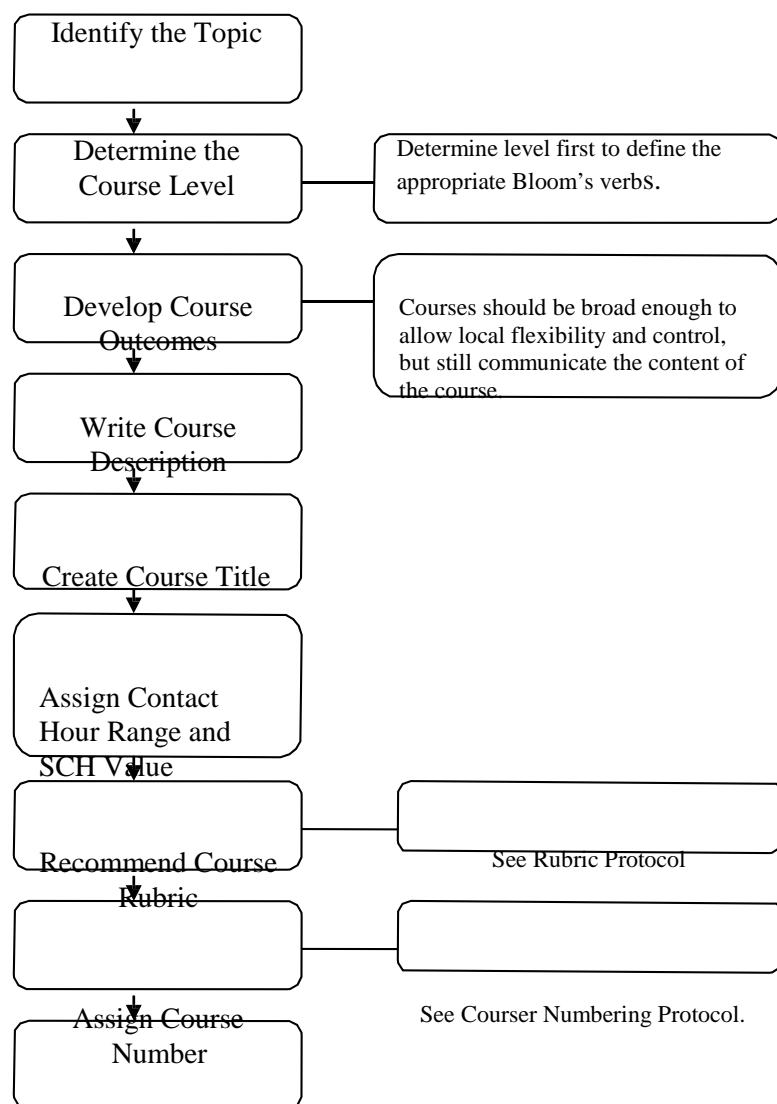 Identify the Topic
Determine the
Course Level
Determine level first to define the
appropriate Bloom's verbs.
Develop Course
Outcomes
Courses should be broad enough to
allow local flexibility and control,
but still communicate the content of
the course.
Write Course
Description
Create Course Title
Assign Contact
Hour Range and
SCH Value
Recommend Course
Rubric
See Rubric Protocol
Assign Course
Number
See Courser Numbering Protocol.